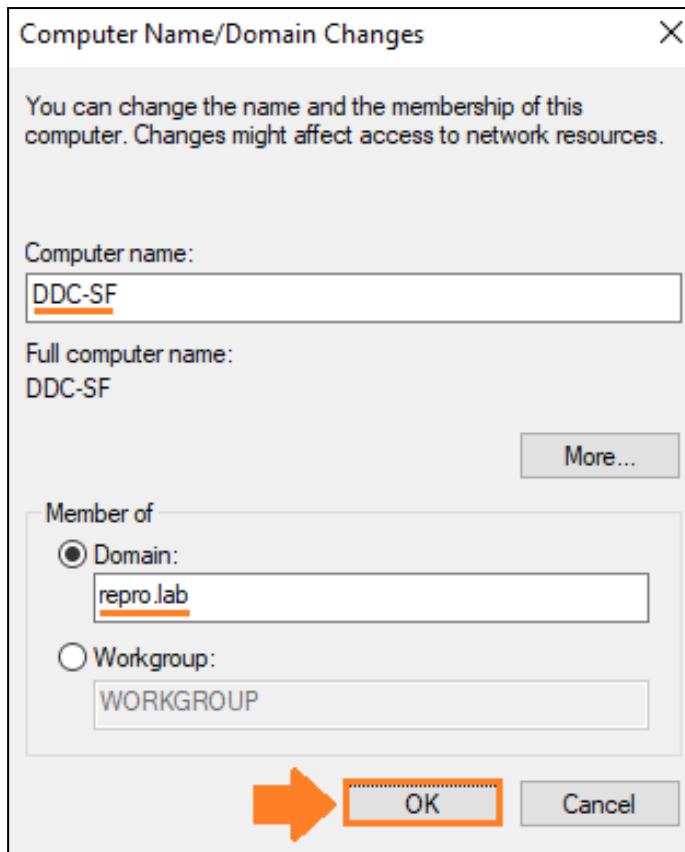 Computer Name/Domain Changes
You can change the name and the membership of this
computer. Changes might affect access to network resources.
Computer name:
DDC-SF
Full computer name:
DDC-SF
More...
Member of
Domain:
repro.lab
Workgroup:
WORKGROUP
OK
Cancel